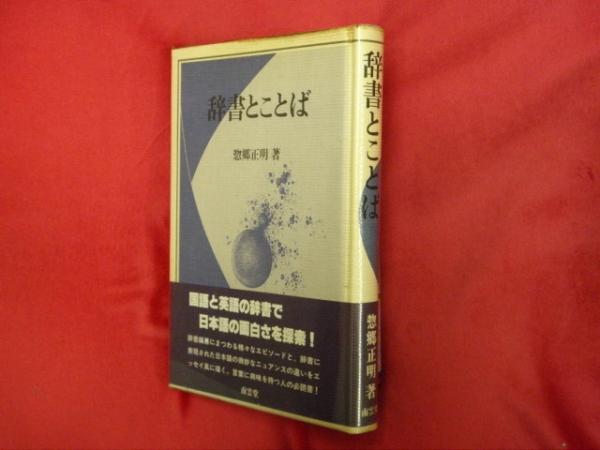 辞書とことば
惣郷正明 著
国語と英語の辞書で
日本語の面白さを探索！
辞書編纂にまつわる様々なエピソードと、辞書に
表現された日本語の微妙なニュアンスの違いをエ
ッセイ風に描く。言葉に興味を持つ人の必読書！
南雲堂
辞書とことば
惣郷正明 著
南雲堂